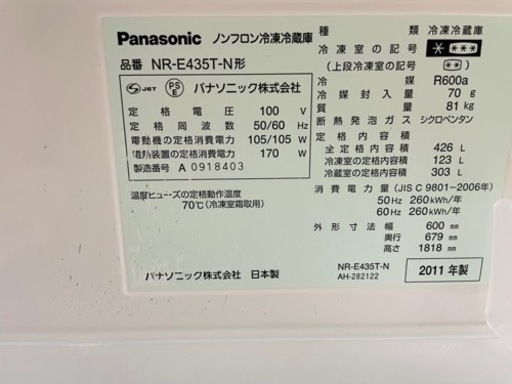 Panasonic ノンフロン冷凍冷蔵庫
品番 NR-E435T-N形
S JET PS E パナソニック株式会社
定格電圧 100 V
定格周波数 50/60 Hz
電動機の定格消費電力 105/105 W
電熱装置の定格消費電力 170 W
製造番号 A 0918403
温度ヒューズの定格動作温度
70℃(冷凍室霜取用)
パナソニック株式会社 日本製
種類 冷凍冷蔵庫
冷凍室の記号 * ***
(上段冷凍室の記号 ** )
冷媒 R600a
冷媒封入量 70 g
質量 81 kg
断熱発泡ガス シクロペンタン
定格内容積
全定格内容積 426 L
冷凍室の定格内容積 123 L
冷蔵室の定格内容積 303 L
消費電力量(JIS C 9801-2006年)
50Hz 260 kWh/年
60Hz 260 kWh/年
外形寸法 幅 600 mm
奥行 679 mm
高さ 1818 mm
NR-E435T-N
AH-282122
2011年製